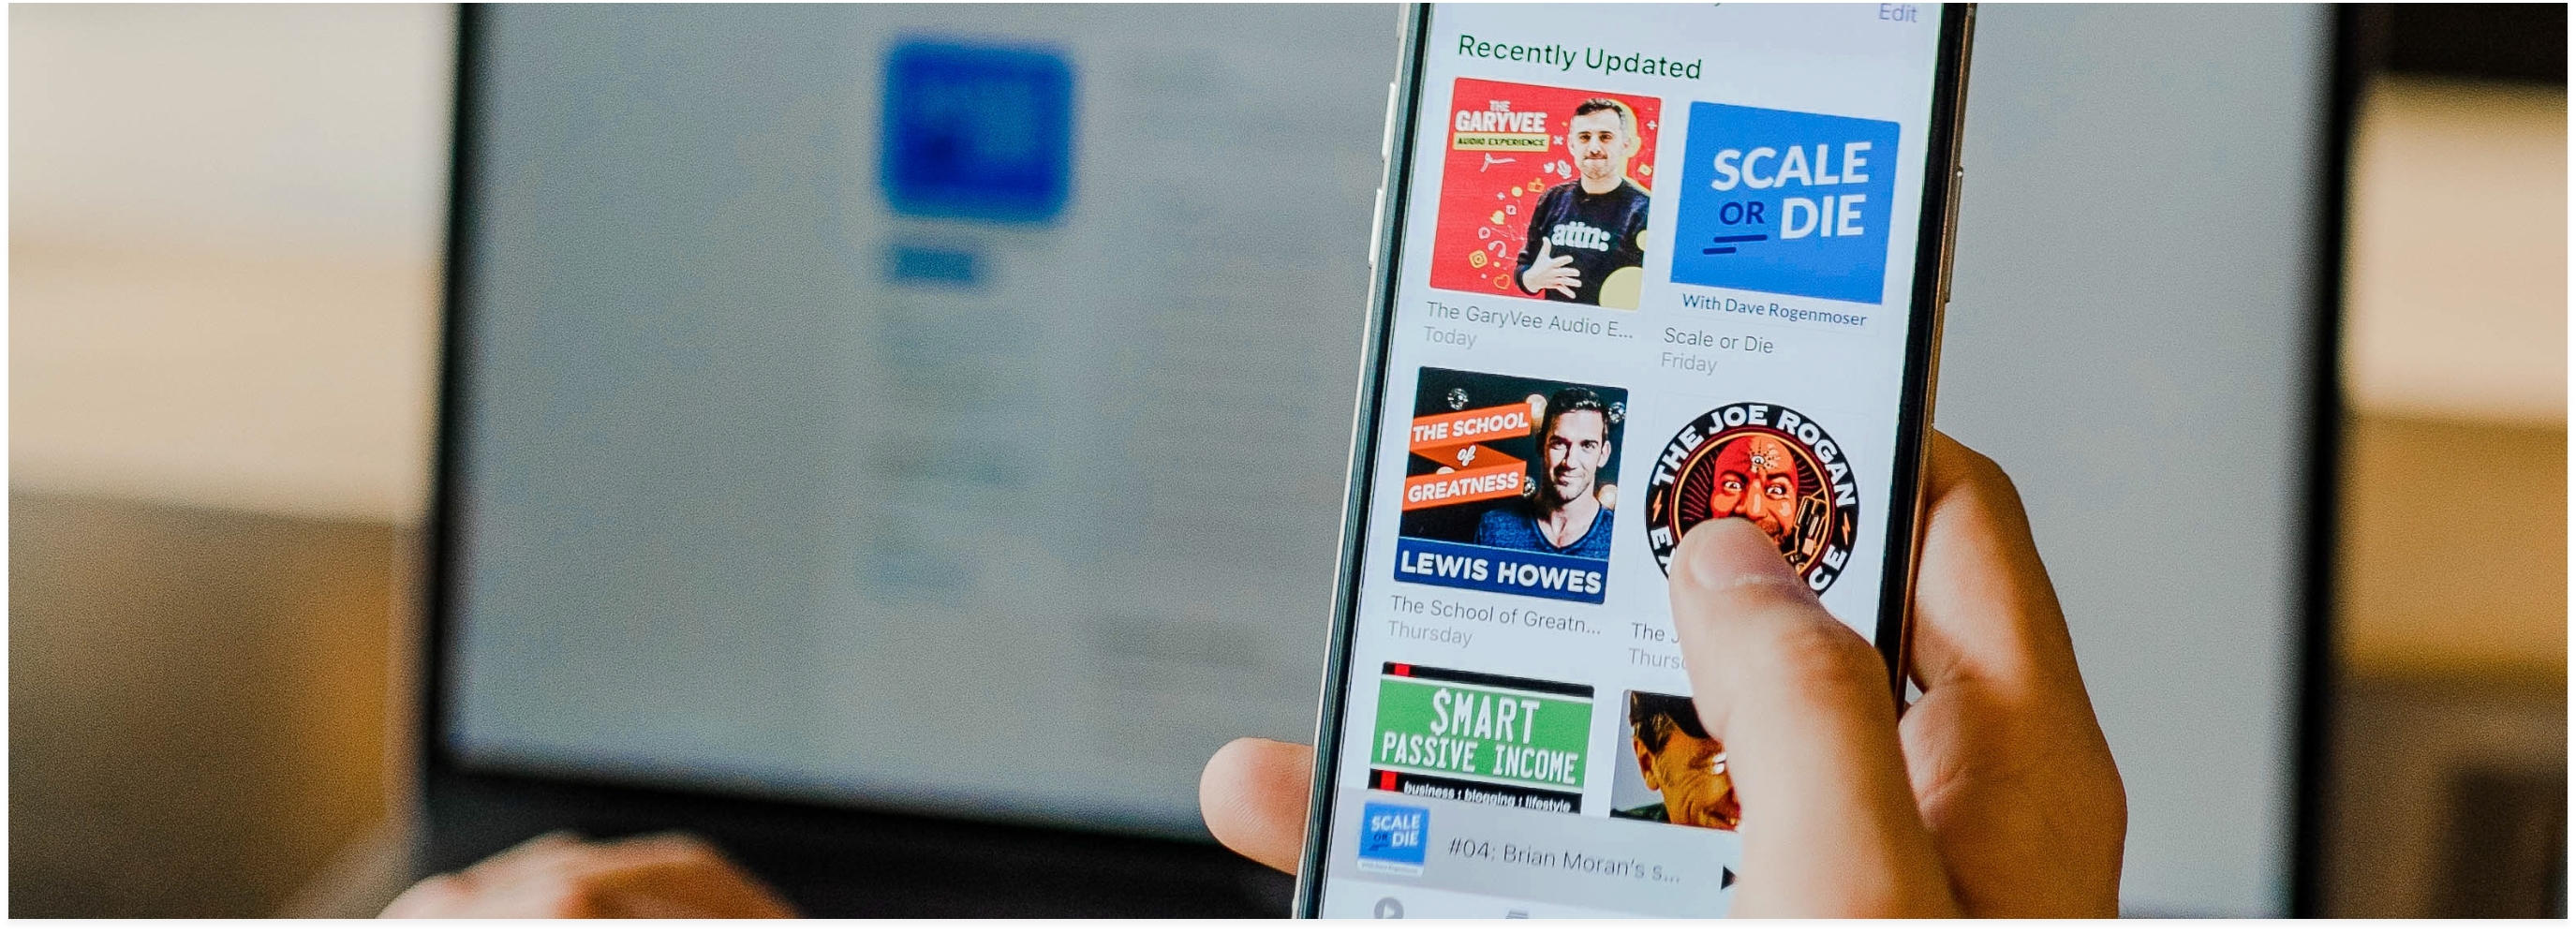 Edit
Recently Updated
THE
GARYVEE
AUDIO EXPERIENCE
attn:
The GaryVee Audio E...
Today
SCALE
OR DIE
With Dave Rogenmoser
Scale or Die
Friday
THE SCHOOL
of
GREATNESS
LEWIS HOWES
The School of Greatn...
Thursday
THE JOE ROGAN
The
$MART
PASSIVE INCOME
business : blogging : lifestyle
SCALE
OR DIE
#04: Brian Moran's s...